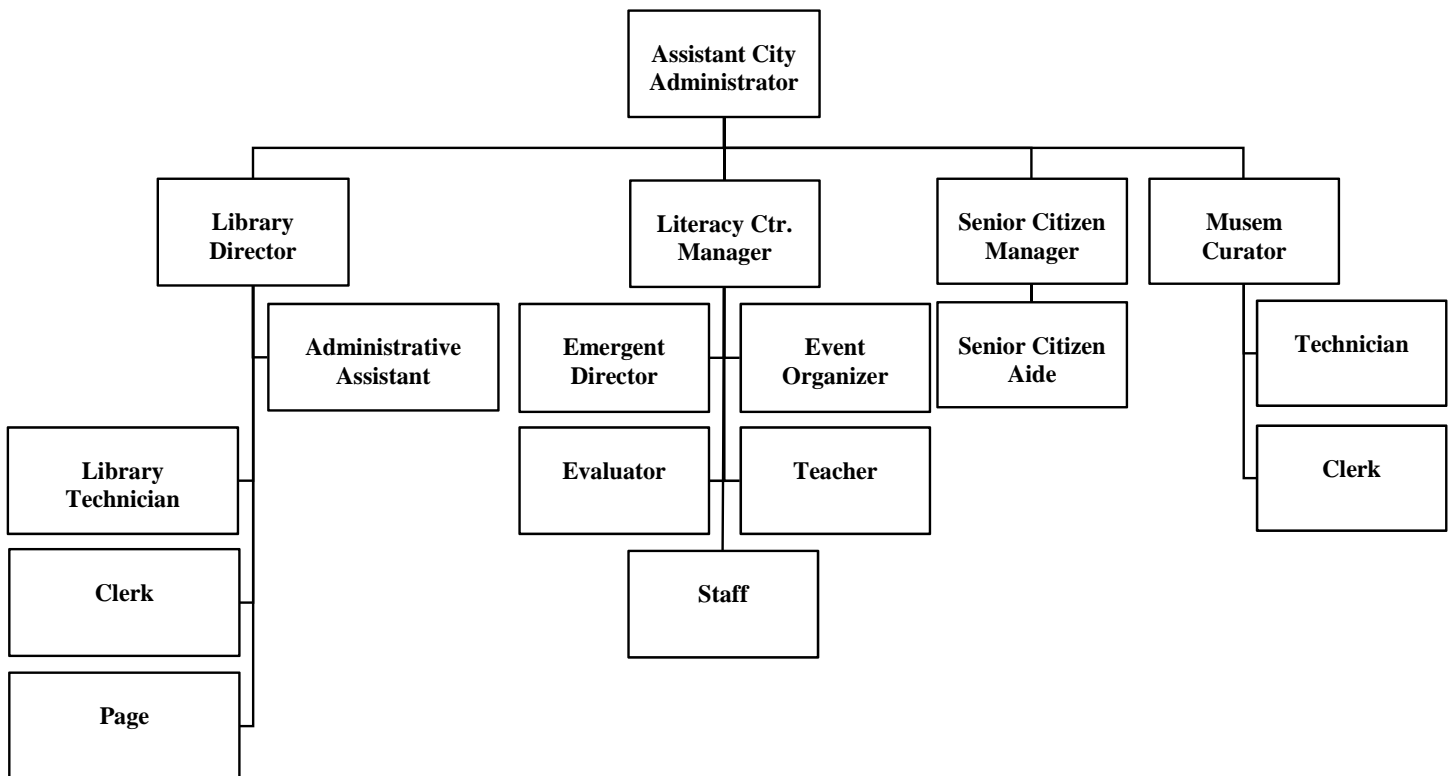 Assistant City
Administrator
Library
Director
Literacy Ctr.
Manager
Senior Citizen
Manager
Musem
Curator
Administrative
Assistant
Emergent
Director
Event
Organizer
Senior Citizen
Aide
Technician
Library
Technician
Evaluator
Teacher
Clerk
Clerk
Staff
Page